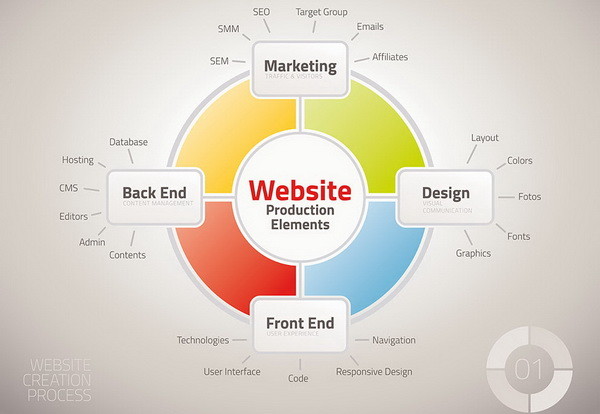 SEO
Target Group
SMM
Emails
SEM
Affiliates
Marketing
TRAFFIC & VISITORS
Database
Layout
Hosting
Colors
CMS
Back End
CONTENT MANAGEMENT
Website
Production
Elements
Design
VISUAL
COMMUNICATION
Fotos
Editors
Fonts
Admin
Contents
Graphics
Front End
USER EXPERIENCE
Technologies
Navigation
User Interface
Code
Responsive Design
WEBSITE
CREATION
PROCESS
01